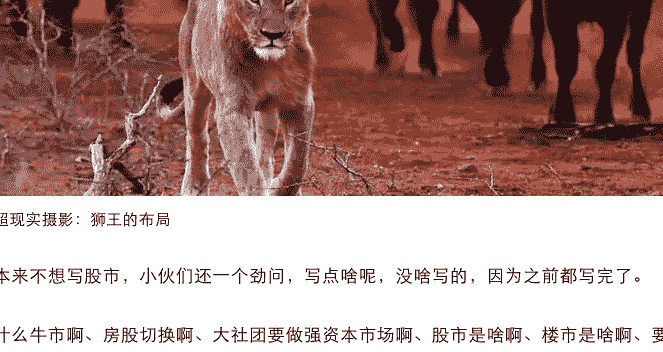 超现实摄影：狮王的布局
本来不想写股市，小伙们还一个劲问，写点啥呢，没啥写的，因为之前都写完了。
什么牛市啊、房股切换啊、大社团要做强资本市场啊、股市是啥啊、楼市是啥啊、要